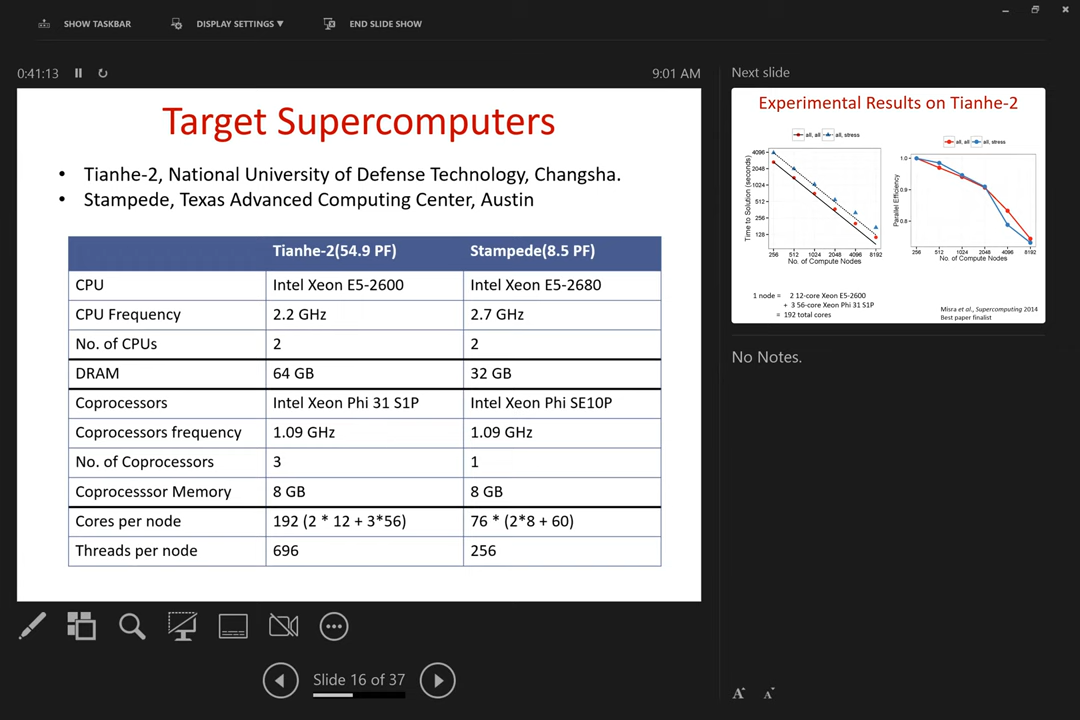 SHOW TASKBAR DISPLAY SETTINGS ▼ END SLIDE SHOW
0:41:13 9:01 AM
Target Supercomputers
• Tianhe-2, National University of Defense Technology, Changsha.
• Stampede, Texas Advanced Computing Center, Austin
Tianhe-2(54.9 PF) Stampede(8.5 PF)
CPU Intel Xeon E5-2600 Intel Xeon E5-2680
CPU Frequency 2.2 GHz 2.7 GHz
No. of CPUs 2 2
DRAM 64 GB 32 GB
Coprocessors Intel Xeon Phi 31 S1P Intel Xeon Phi SE10P
Coprocessors frequency 1.09 GHz 1.09 GHz
No. of Coprocessors 3 1
Coprocesssor Memory 8 GB 8 GB
Cores per node 192 (2 * 12 + 3*56) 76 * (2*8 + 60)
Threads per node 696 256
Slide 16 of 37
Next slide
Experimental Results on Tianhe-2
all, all all, stress
4096
2048
1024
512
256
128
Time to Solution (seconds)
256 512 1024 2048 4096 8192
No. of Compute Nodes
all, all all, stress
1.0
0.9
0.8
Parallel Efficiency
256 512 1024 2048 4096 8192
No. of Compute Nodes
1 node = 2 12-core Xeon E5-2600
+ 3 56-core Xeon Phi 31 S1P
= 192 total cores
Misra et al., Supercomputing 2014
Best paper finalist
No Notes.
A A